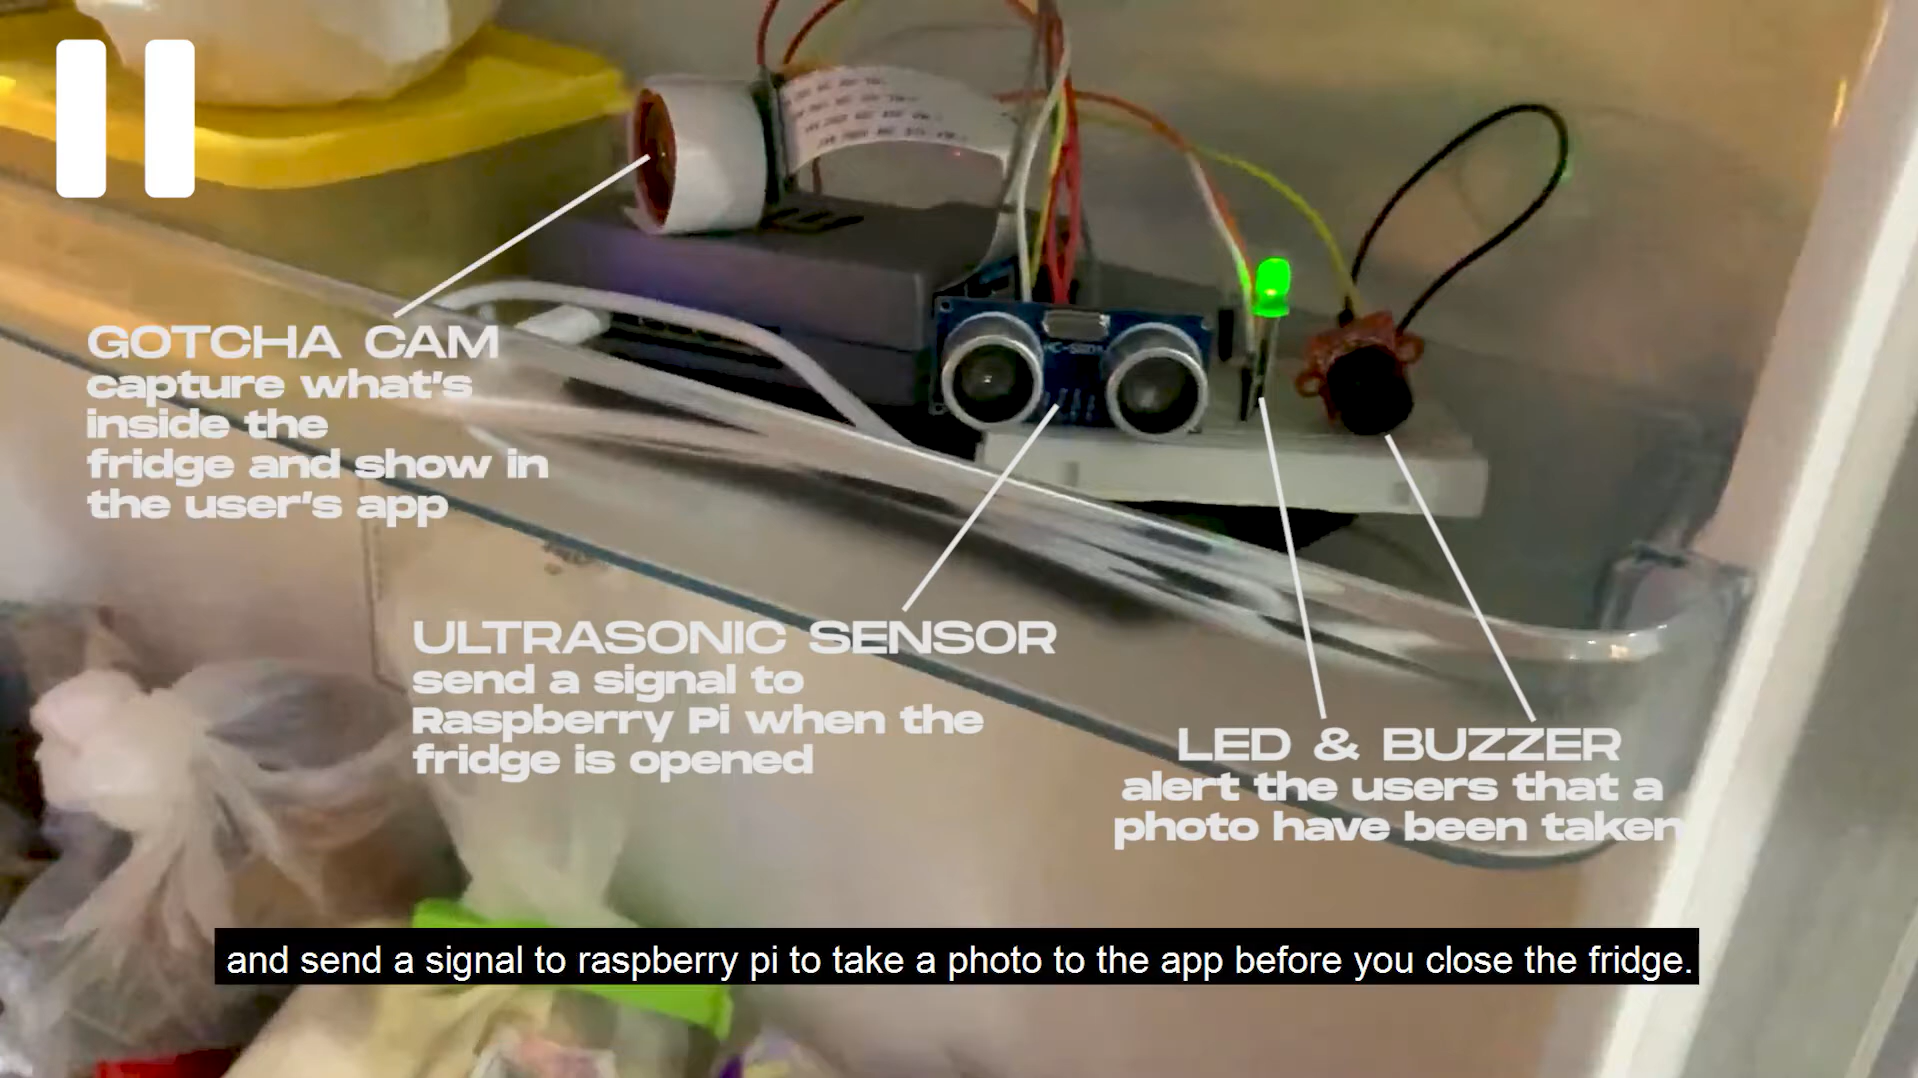 GOTCHA CAM
capture what's
inside the
fridge and show in
the user's app
HC-SR04
ULTRASONIC SENSOR
send a signal to
Raspberry Pi when the
fridge is opened
LED & BUZZER
alert the users that a
photo have been taken
and send a signal to raspberry pi to take a photo to the app before you close the fridge.